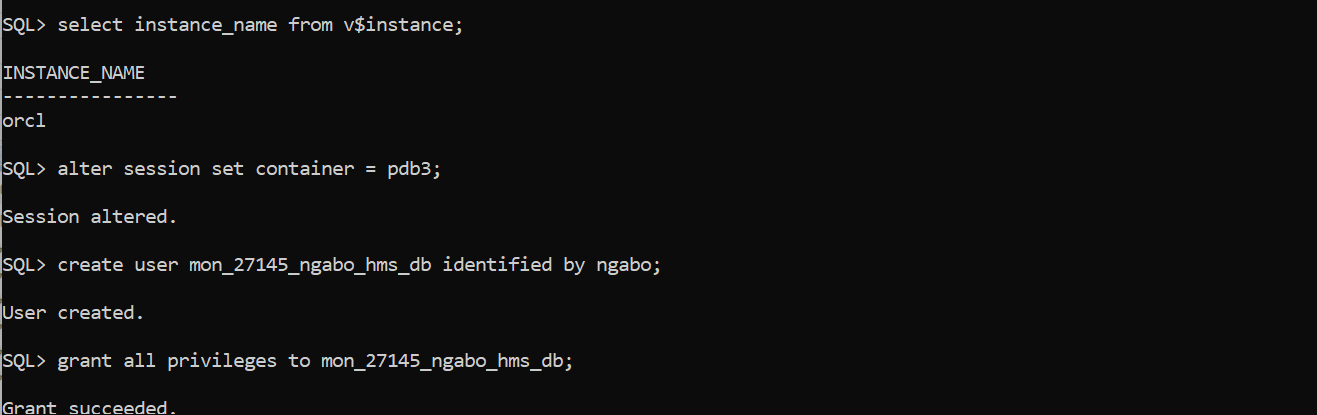 SQL> select instance_name from v$instance;
INSTANCE_NAME
----------------
orcl
SQL> alter session set container = pdb3;
Session altered.
SQL> create user mon_27145_ngabo_hms_db identified by ngabo;
User created.
SQL> grant all privileges to mon_27145_ngabo_hms_db;
Grant succeeded.